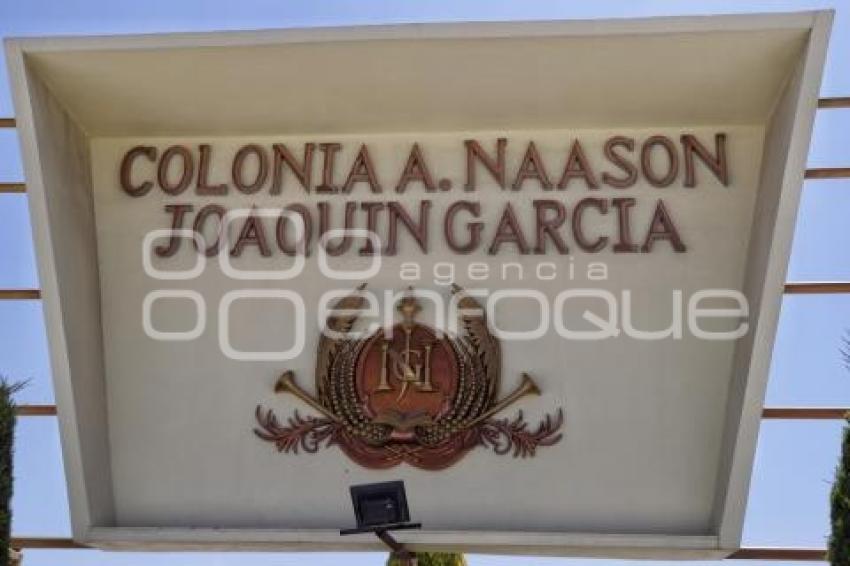 COLONIA A. NAASON
JOAQUIN GARCIA
agencia
enfoque